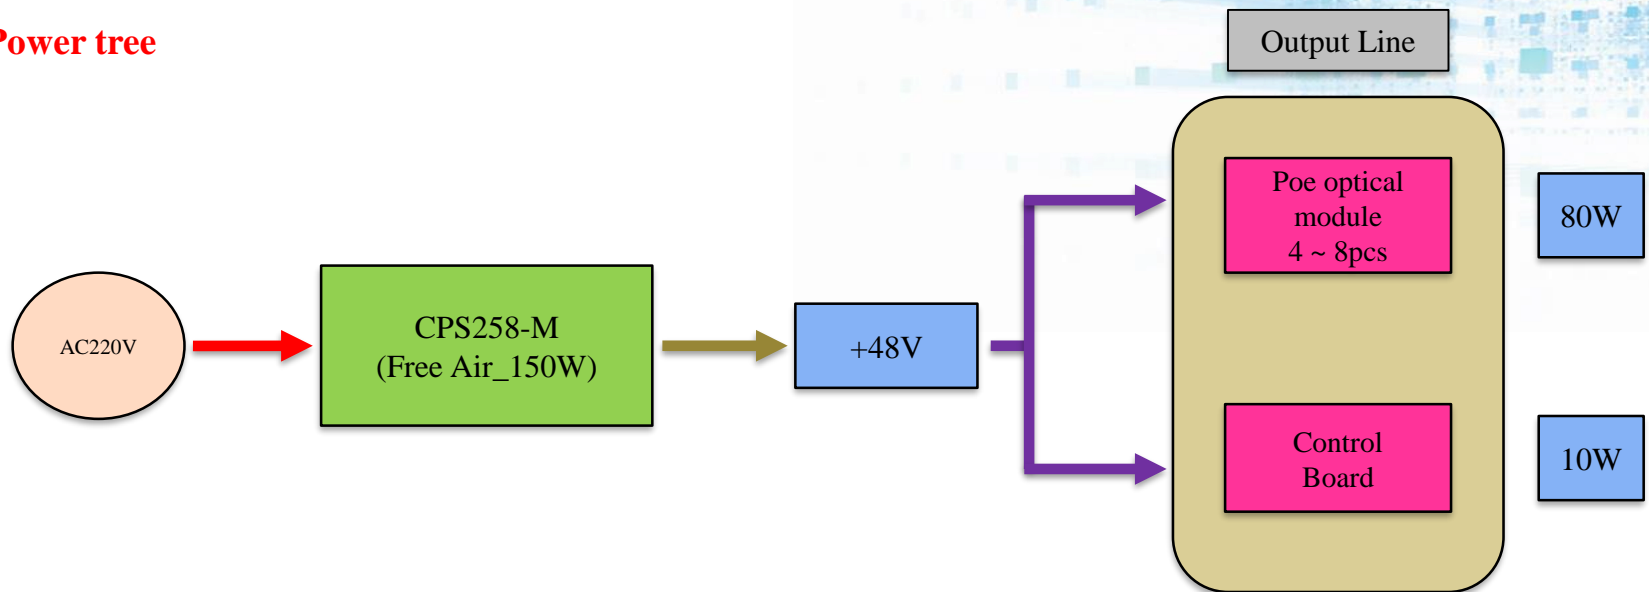 Power tree
Output Line
Poe optical
module
4 ~ 8pcs
80W
AC220V
CPS258-M
(Free Air_150W)
+48V
Control
Board
10W